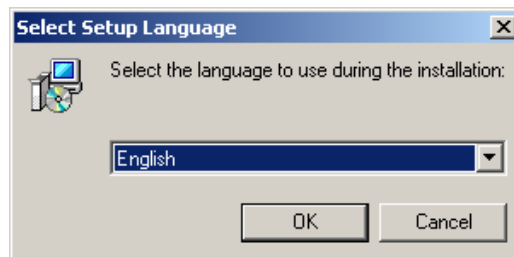 Select Setup Language
Select the language to use during the installation:
English
OK
Cancel